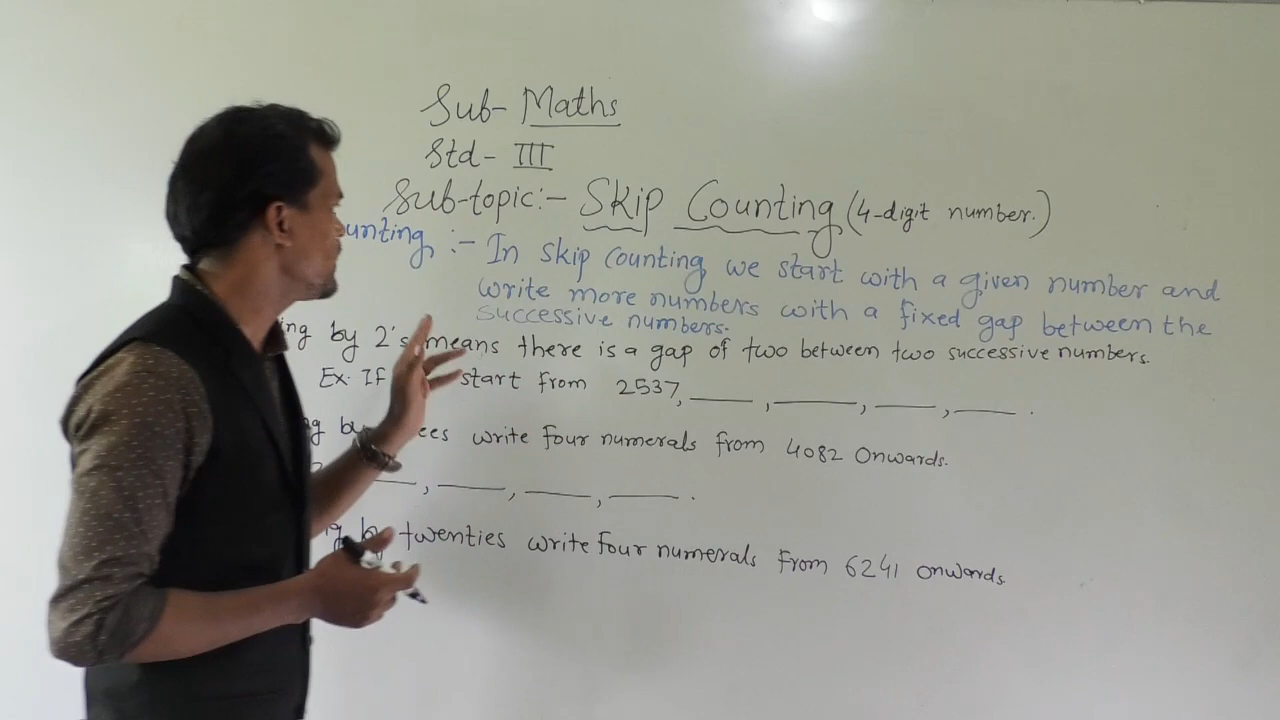 Sub- Maths
Std- III
Sub-topic:- Skip Counting (4-digit number.)
ounting :- In skip counting we start with a given number and
write more numbers with a fixed gap between the
successive numbers.
ing by 2's means there is a gap of two between two successive numbers.
Ex. If start from 2537, ____, ____, ____, ____.
g by ees write four numerals from 4082 onwards.
____, ____, ____, ____.
g by twenties write four numerals from 6241 onwards.